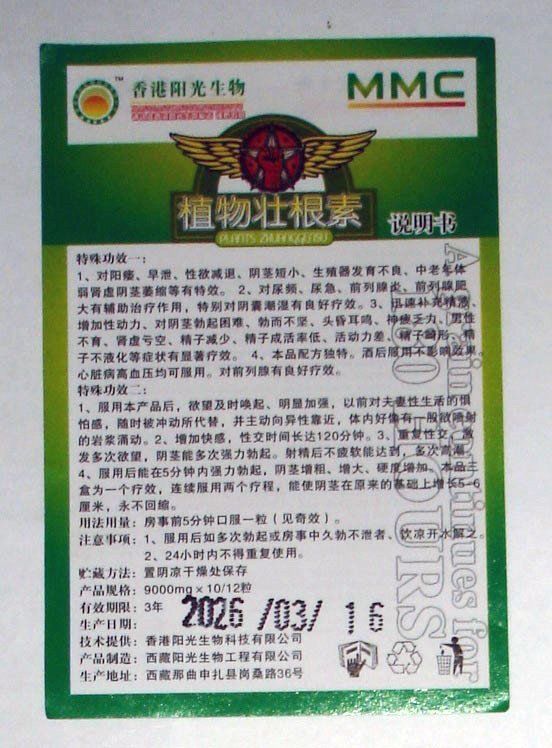 TM
香港阳光生物
MMC
植物壮根素
PLANTS ZHUANGGENSU
说明书
特殊功效一：
1、对阳痿、早泄、性欲减退、阴茎短小、生殖器发育不良、中老年体
弱肾虚阴茎萎缩等有特效。 2、对尿频、尿急、前列腺炎、前列腺肥
大有辅助治疗作用，特别对阴囊潮湿有良好疗效。3、迅速补充精液、
增加性动力、对阴茎勃起困难、勃而不坚、头昏耳鸣、神疲乏力、男性
不育、肾虚亏空、精子减少、精子成活率低、活动力差、精子畸形、精
子不液化等症状有显著疗效。 4、本品配方独特。酒后服用不影响效果，
心脏病高血压均可服用。对前列腺有良好疗效。
特殊功效二：
1、服用本产品后，欲望及时唤起、明显加强，以前对夫妻性生活的惧
怕感，随时被冲动所代替，并主动向异性靠近，体内好像有一股欲喷射
的岩浆涌动。2、增加快感，性交时间长达120分钟。3、重复性交，激
发多次欲望，阴茎能多次强力勃起。射精后不疲软能达到，多次高潮。
4、服用后能在5分钟内强力勃起，阴茎增粗、增大、硬度增加。本品主
盒为一个疗效，连续服用两个疗程，能使阴茎在原来的基础上增长5-6
厘米，永不回缩。
用法用量：房事前5分钟口服一粒（见奇效）。
注意事项：1、服用后如多次勃起或房事中久勃不泄者、饮凉开水解之。
2、24小时内不得重复使用。
贮藏方法：置阴凉干燥处保存
产品规格：9000mg×10/12粒
有效期限：3年
生产日期：2026/03/16
技术提供：香港阳光生物科技有限公司
产品制造：西藏阳光生物工程有限公司
生产地址：西藏那曲申扎县岗桑路36号